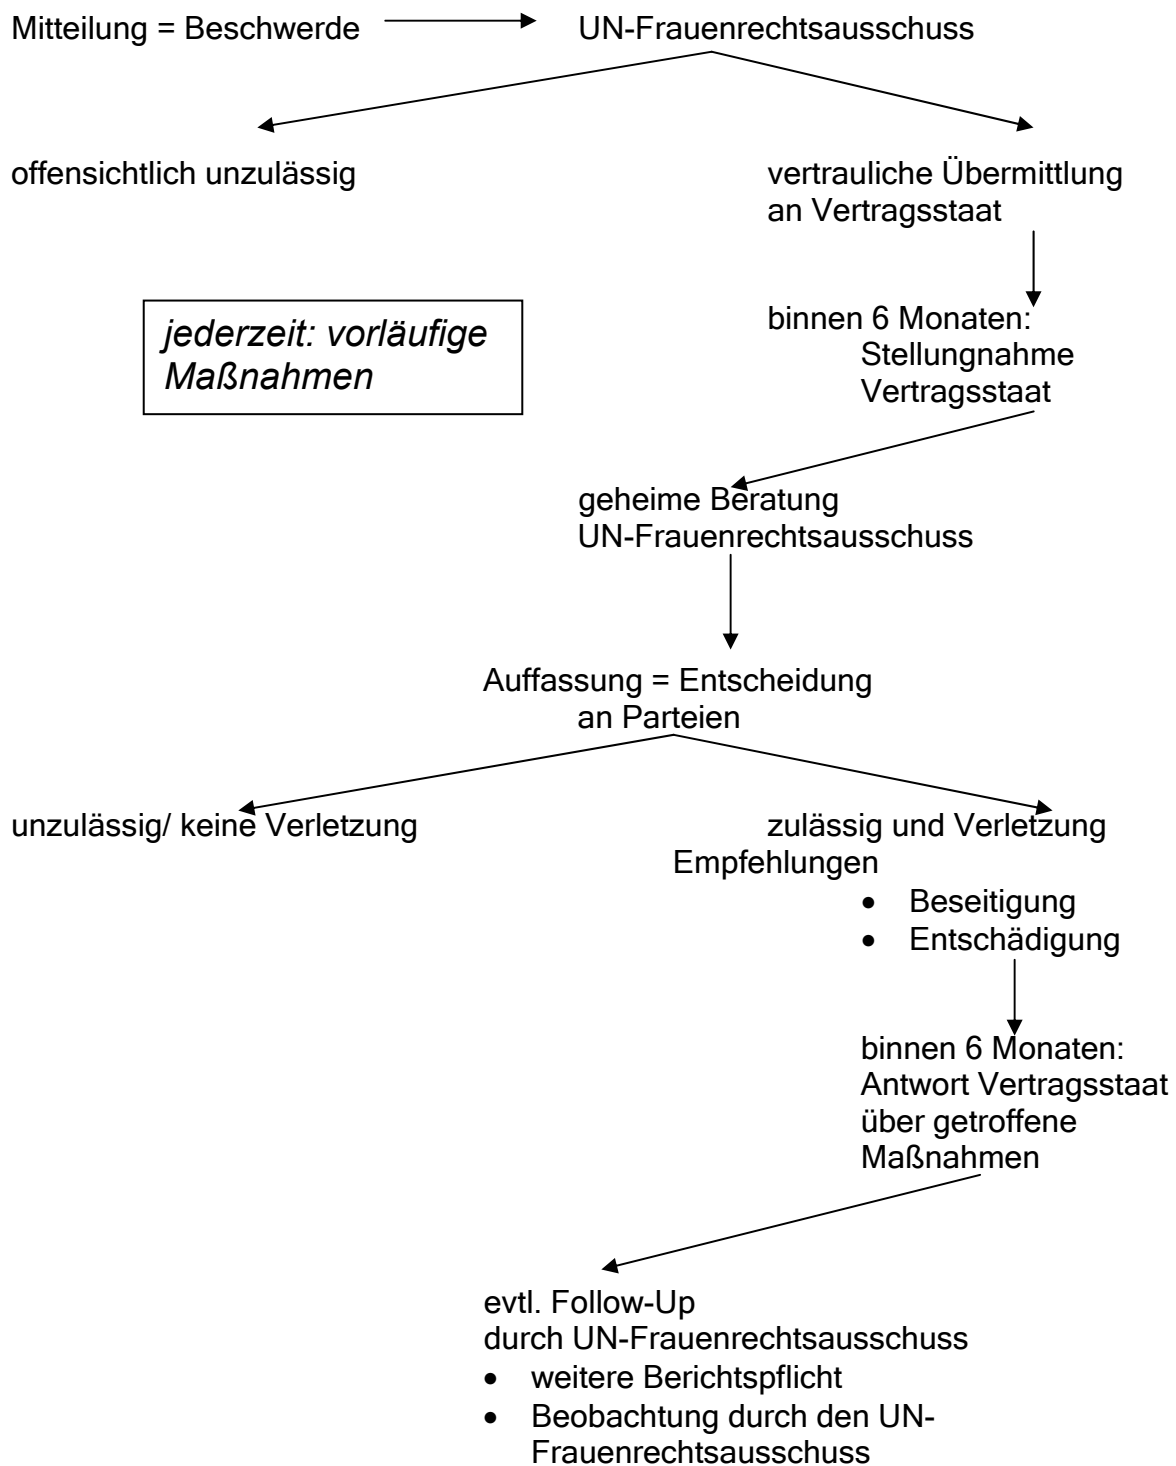 Mitteilung = Beschwerde
UN-Frauenrechtsausschuss
offensichtlich unzulässig
vertrauliche Übermittlung
an Vertragsstaat
jederzeit: vorläufige
Maßnahmen
binnen 6 Monaten:
Stellungnahme
Vertragsstaat
geheime Beratung
UN-Frauenrechtsausschuss
Auffassung = Entscheidung
an Parteien
unzulässig/ keine Verletzung
zulässig und Verletzung
Empfehlungen
• Beseitigung
• Entschädigung
binnen 6 Monaten:
Antwort Vertragsstaat
über getroffene
Maßnahmen
evtl. Follow-Up
durch UN-Frauenrechtsausschuss
• weitere Berichtspflicht
• Beobachtung durch den UN-
Frauenrechtsausschuss